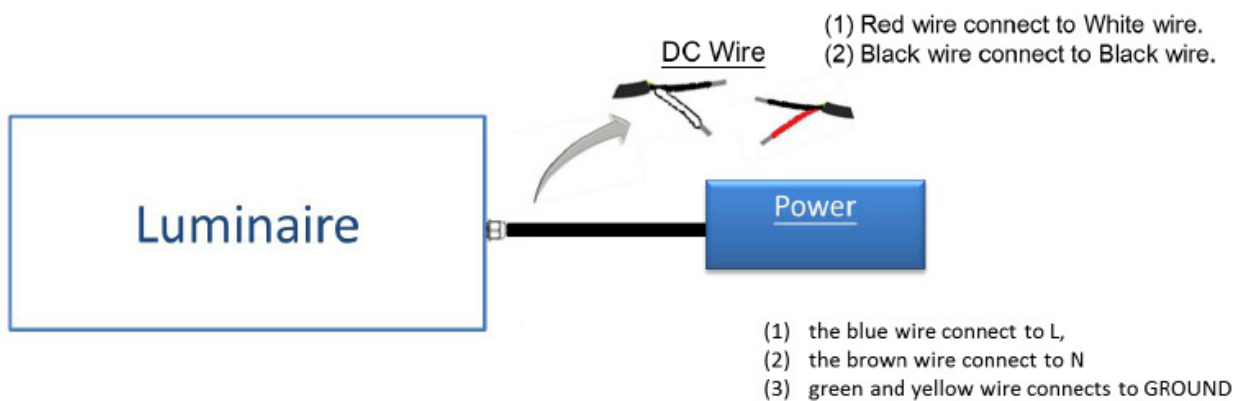 (1) Red wire connect to White wire.
DC Wire
(2) Black wire connect to Black wire.
Luminaire
Power
(1) the blue wire connect to L,
(2) the brown wire connect to N
(3) green and yellow wire connects to GROUND